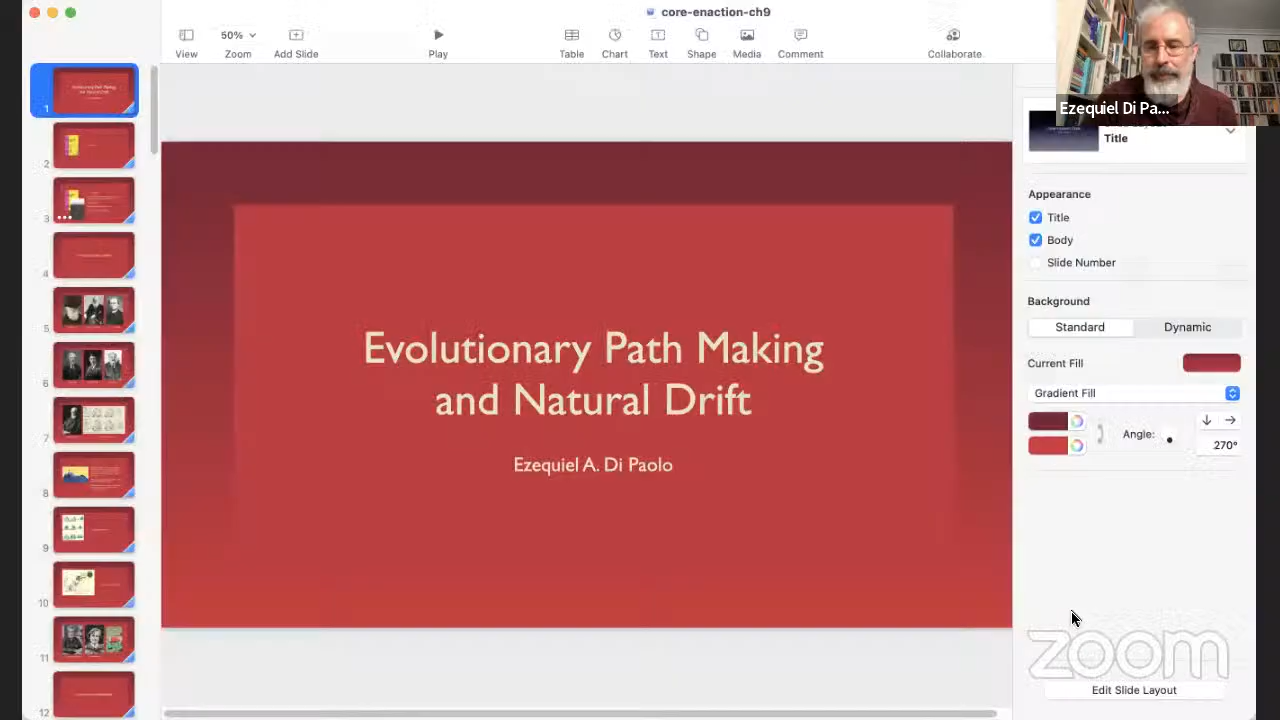 core-enaction-ch9
50%
View
Zoom
Add Slide
Play
Table
Chart
Text
Shape
Media
Comment
Collaborate
Ezequiel Di Pa...
Title
Appearance
Title
Body
Slide Number
Background
Standard
Dynamic
Current Fill
Gradient Fill
Angle:
270°
zoom
Edit Slide Layout
1
2
3
4
5
6
7
8
9
10
11
12
Evolutionary Path Making
and Natural Drift
Ezequiel A. Di Paolo